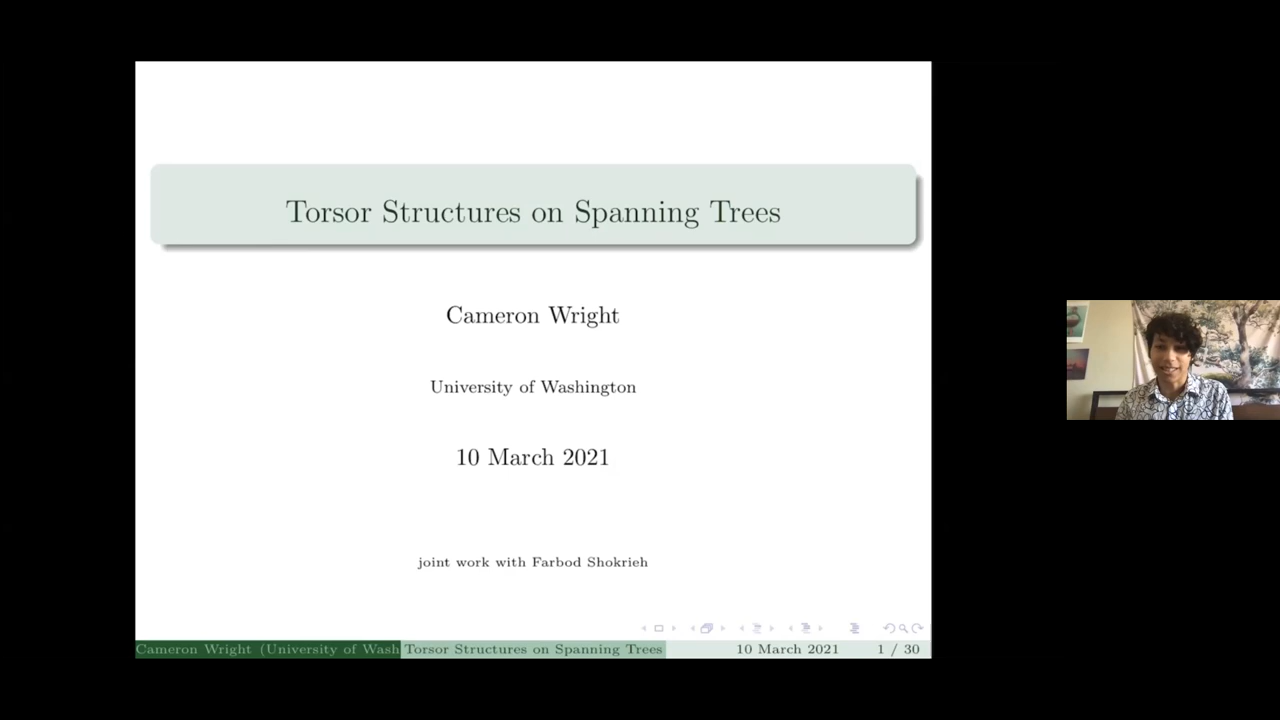 Torsor Structures on Spanning Trees
Cameron Wright
University of Washington
10 March 2021
joint work with Farbod Shokrieh
Cameron Wright (University of Wash Torsor Structures on Spanning Trees 10 March 2021 1 / 30